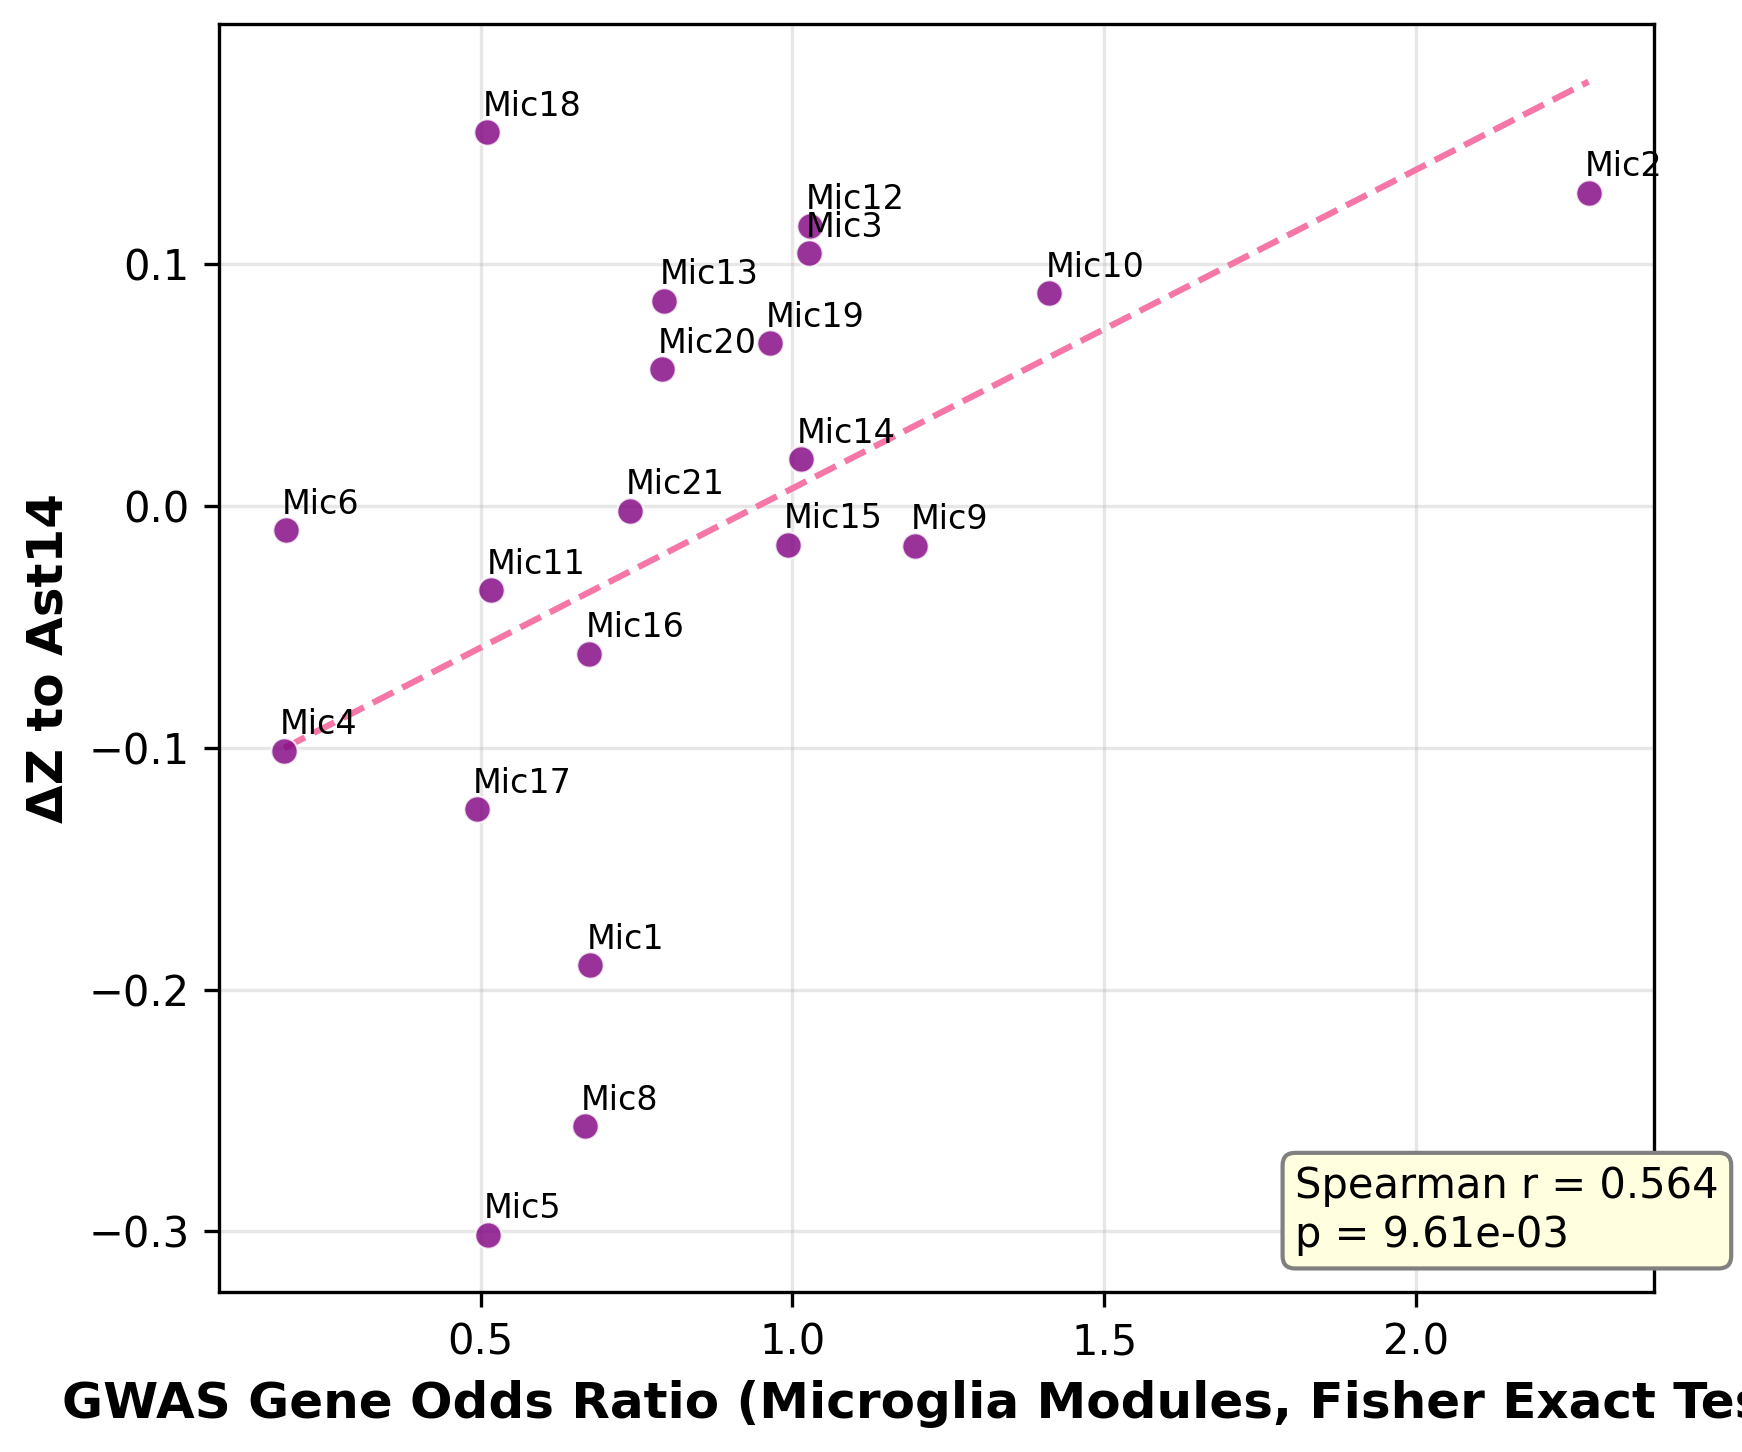 Mic18
Mic2
Mic12
Mic3
0.1
Mic13
Mic10
Mic19
Mic20
Mic14
Mic21
Mic6
0.0
Mic15
Mic9
Mic11
Mic16
ΔZ to Ast14
Mic4
−0.1
Mic17
Mic1
−0.2
Mic8
Mic5
−0.3
Spearman r = 0.564
p = 9.61e-03
0.5
1.0
1.5
2.0
GWAS Gene Odds Ratio (Microglia Modules, Fisher Exact Tes